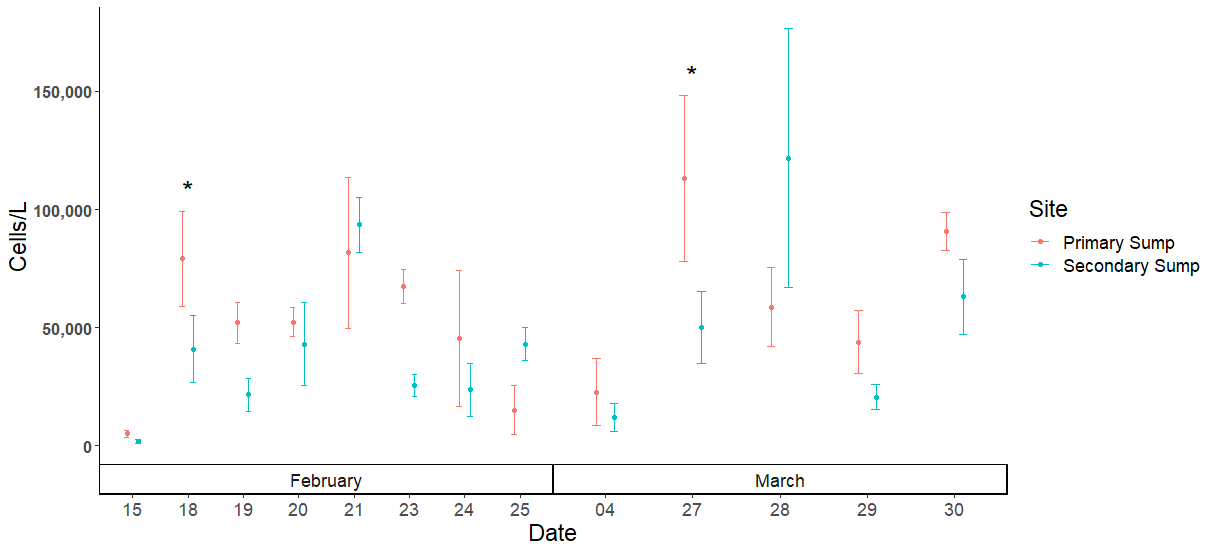 Cells/L
150,000
100,000
50,000
0
*
*
February March
15 18 19 20 21 23 24 25 04 27 28 29 30
Date
Site
Primary Sump
Secondary Sump